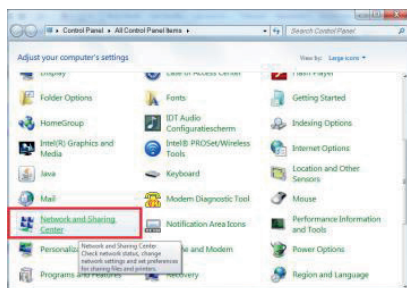 Control Panel ▸ All Control Panel Items ▸
Search Control Panel
Adjust your computer's settings
View by: Large icons
Display
Ease of Access Center
Flash Player
Folder Options
Fonts
Getting Started
HomeGroup
IDT Audio
Configuratiescherm
Indexing Options
Intel(R) Graphics and
Media
Intel® PROSet/Wireless
Tools
Internet Options
Java
Keyboard
Location and Other
Sensors
Mail
Modem Diagnostic Tool
Mouse
Network and Sharing
Center
Notification Area Icons
Performance Information
and Tools
Network and Sharing Center
Check network status, change
network settings and set preferences
for sharing files and printers.
Personaliz
e and Modem
Power Options
Programs and Features
Recovery
Region and Language